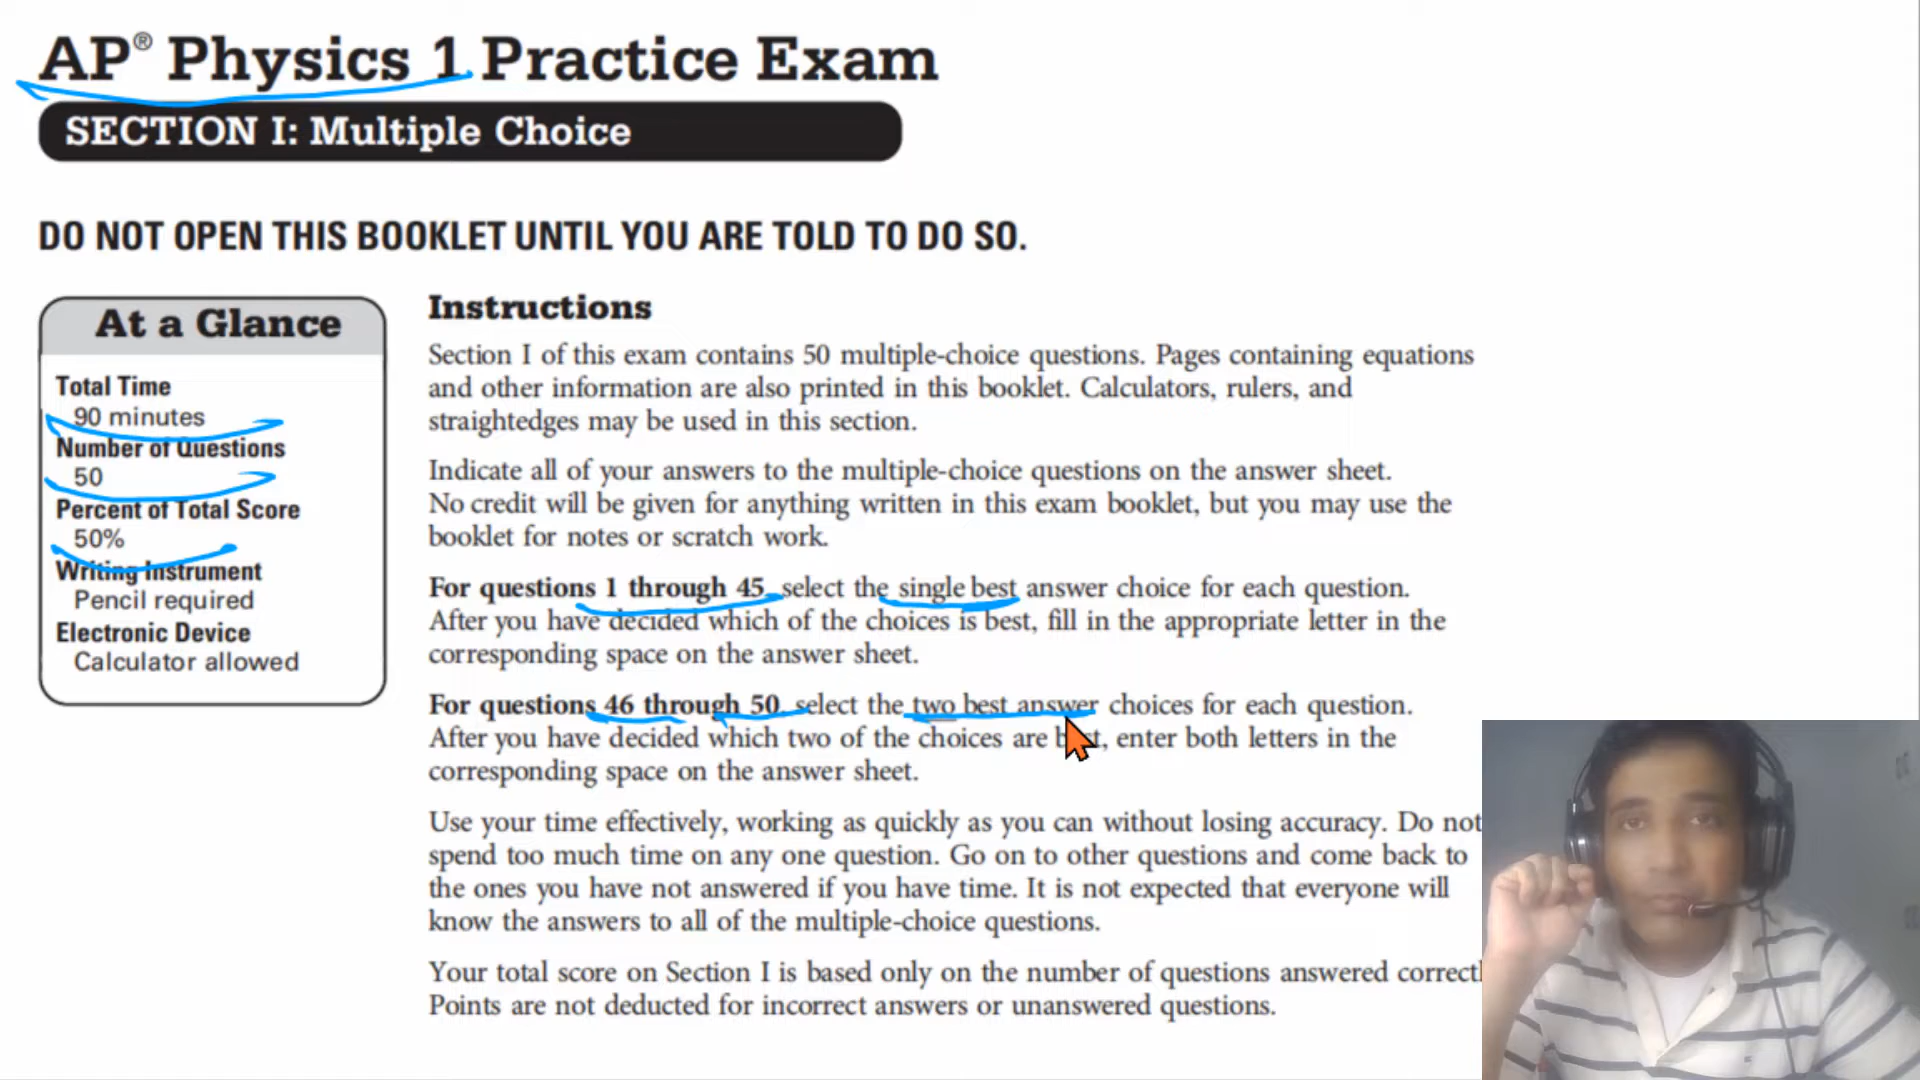 AP® Physics 1 Practice Exam
SECTION I: Multiple Choice
DO NOT OPEN THIS BOOKLET UNTIL YOU ARE TOLD TO DO SO.
At a Glance
Total Time
90 minutes
Number of Questions
50
Percent of Total Score
50%
Writing Instrument
Pencil required
Electronic Device
Calculator allowed
Instructions
Section I of this exam contains 50 multiple-choice questions. Pages containing equations
and other information are also printed in this booklet. Calculators, rulers, and
straightedges may be used in this section.
Indicate all of your answers to the multiple-choice questions on the answer sheet.
No credit will be given for anything written in this exam booklet, but you may use the
booklet for notes or scratch work.
For questions 1 through 45, select the single best answer choice for each question.
After you have decided which of the choices is best, fill in the appropriate letter in the
corresponding space on the answer sheet.
For questions 46 through 50, select the two best answer choices for each question.
After you have decided which two of the choices are best, enter both letters in the
corresponding space on the answer sheet.
Use your time effectively, working as quickly as you can without losing accuracy. Do not
spend too much time on any one question. Go on to other questions and come back to
the ones you have not answered if you have time. It is not expected that everyone will
know the answers to all of the multiple-choice questions.
Your total score on Section I is based only on the number of questions answered correctl
Points are not deducted for incorrect answers or unanswered questions.